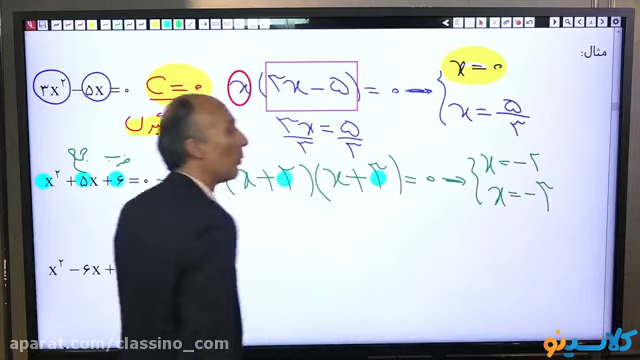 مثال:
۳x² − ۵x = ۰ C = ۰ x(۳x − ۵) = ۰ → { x = ۰
x = ۵/۳
۳x/۳ = ۵/۳
جمع ضرب
x² + ۵x + ۶ = ۰ (x + ۲)(x + ۳) = ۰ → { x = −۲
x = −۳
x² − ۶x +
کلاسینو
aparat.com/classino_com